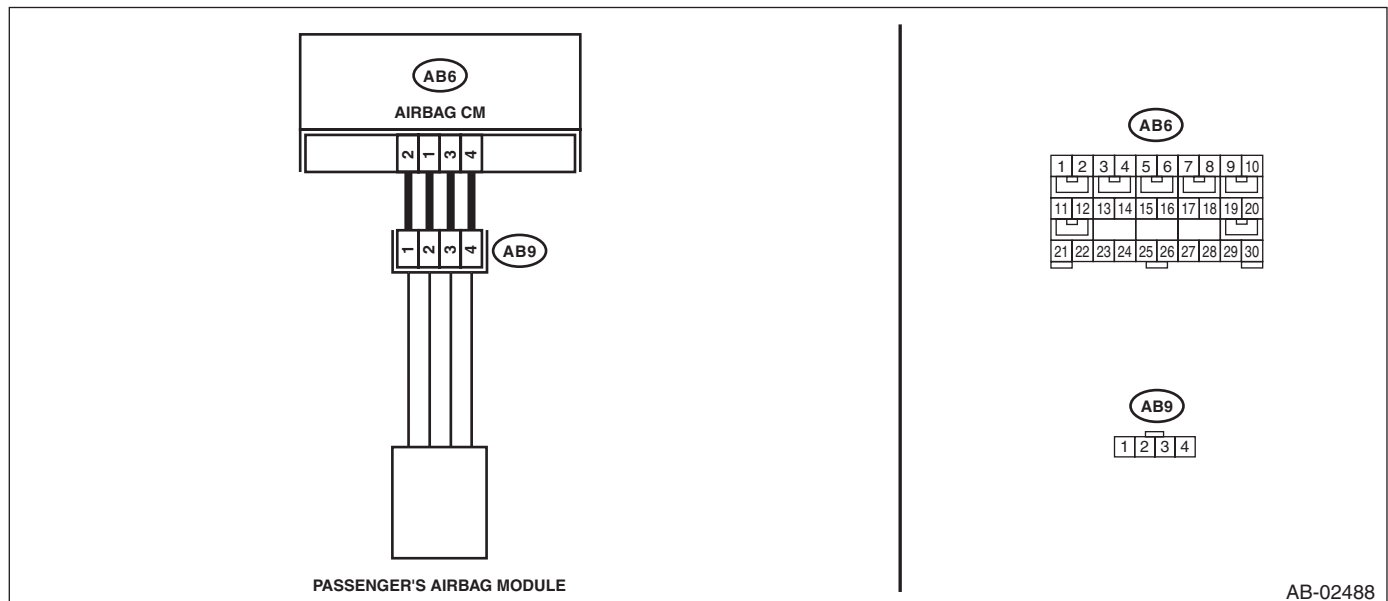 AB6
AIRBAG CM
2 1 3 4
1 2 3 4
AB9
PASSENGER'S AIRBAG MODULE
AB6
1 2 3 4 5 6 7 8 9 10
11 12 13 14 15 16 17 18 19 20
21 22 23 24 25 26 27 28 29 30
AB9
1 2 3 4
AB-02488